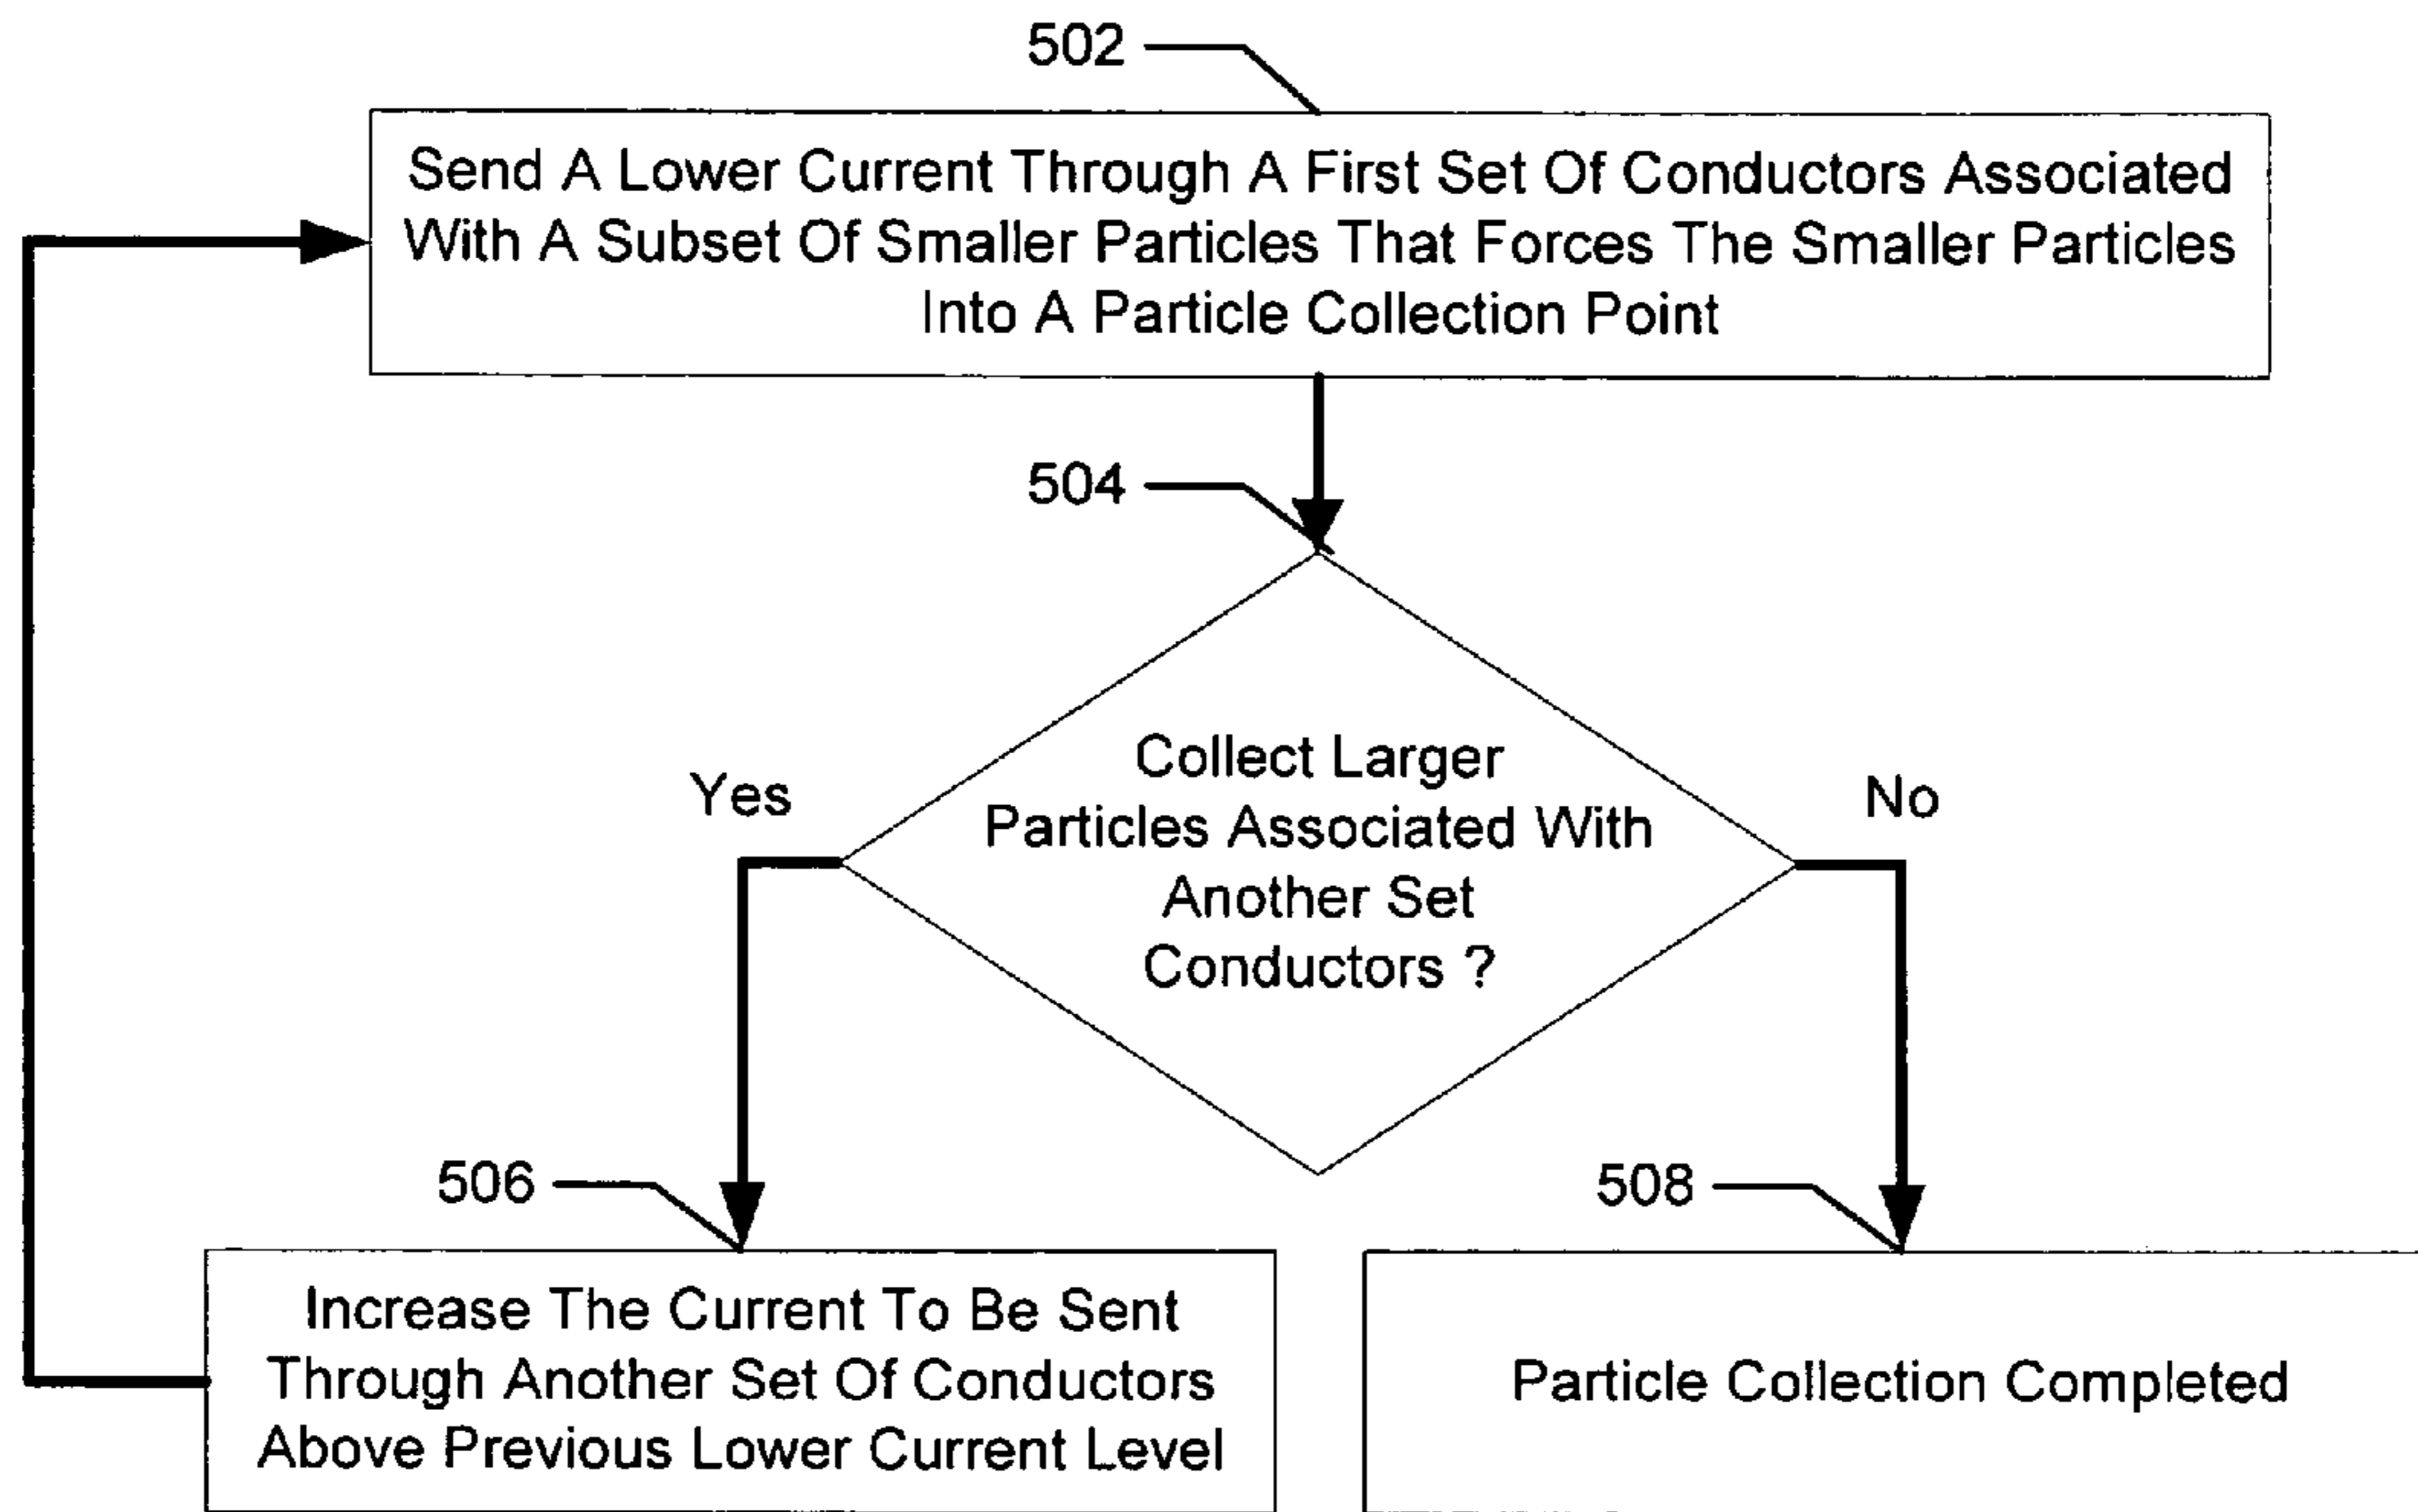 502
Send A Lower Current Through A First Set Of Conductors Associated
With A Subset Of Smaller Particles That Forces The Smaller Particles
Into A Particle Collection Point
504
Collect Larger
Particles Associated With
Another Set
Conductors ?
Yes
No
506
Increase The Current To Be Sent
Through Another Set Of Conductors
Above Previous Lower Current Level
508
Particle Collection Completed